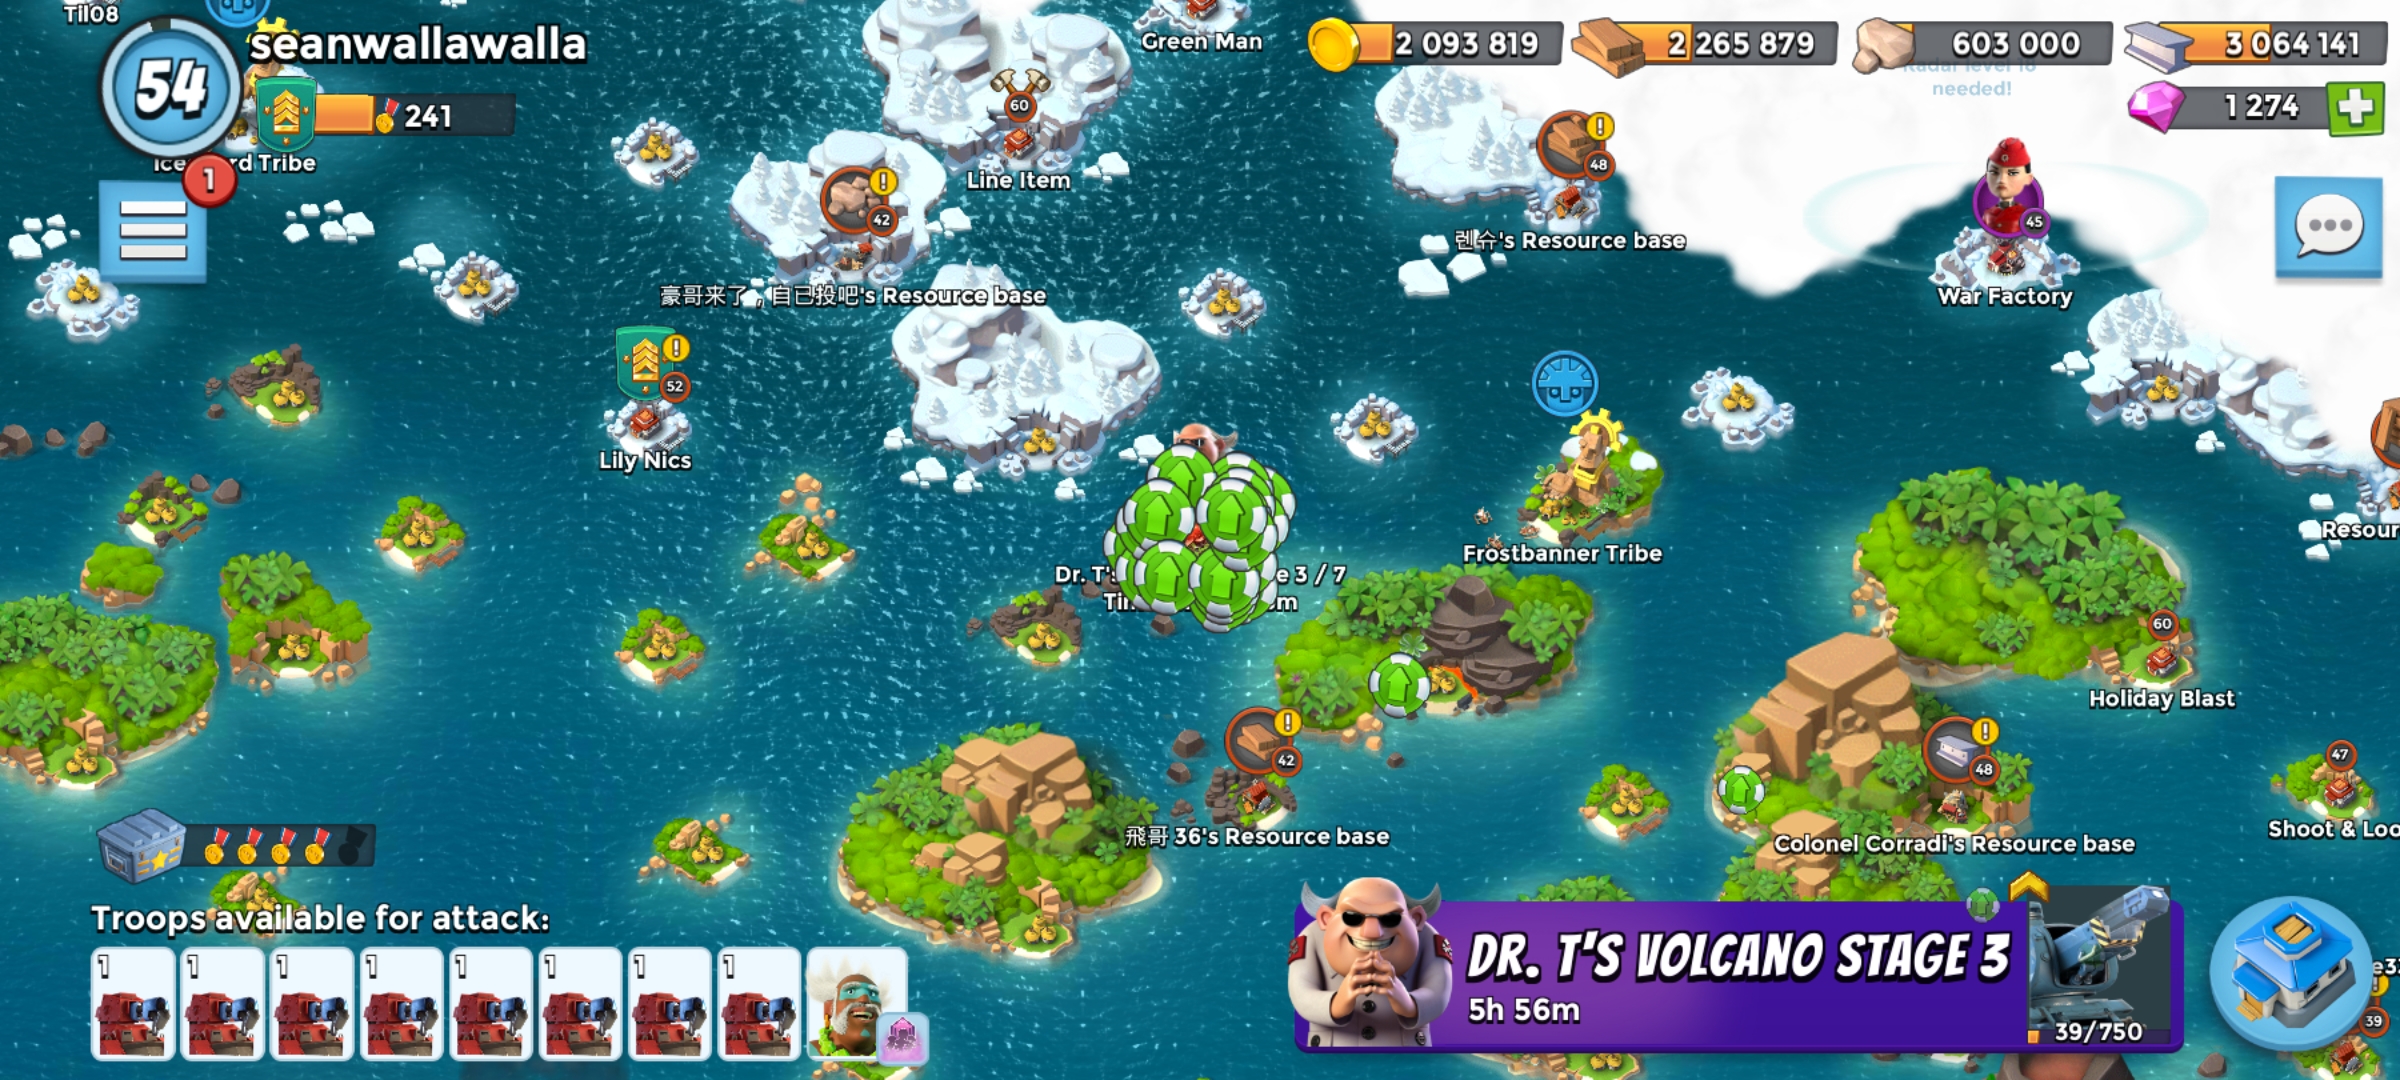 Til08
54
seanwallawalla
241
Green Man
2 093 819
2 265 879
603 000
3 064 141
needed!
1 274
60
Line Item
1
42
豪哥来了，自已投吧's Resource base
48
렌슈's Resource base
45
War Factory
52
Lily Nics
Frostbanner Tribe
Dr. T's
e 3 / 7
60
Holiday Blast
42
飛哥 36's Resource base
48
Colonel Corradi's Resource base
47
Shoot & Loo
Troops available for attack:
1 1 1 1 1 1 1 1
DR. T'S VOLCANO STAGE 3
5h 56m
39/750
39